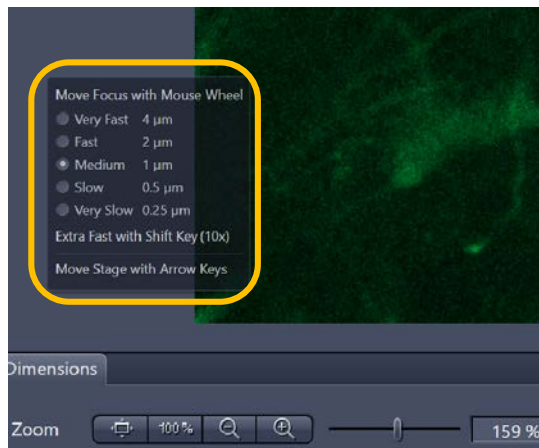 Move Focus with Mouse Wheel
Very Fast 4 µm
Fast 2 µm
Medium 1 µm
Slow 0.5 µm
Very Slow 0.25 µm
Extra Fast with Shift Key (10x)
Move Stage with Arrow Keys
Dimensions
Zoom 100 % 159 %